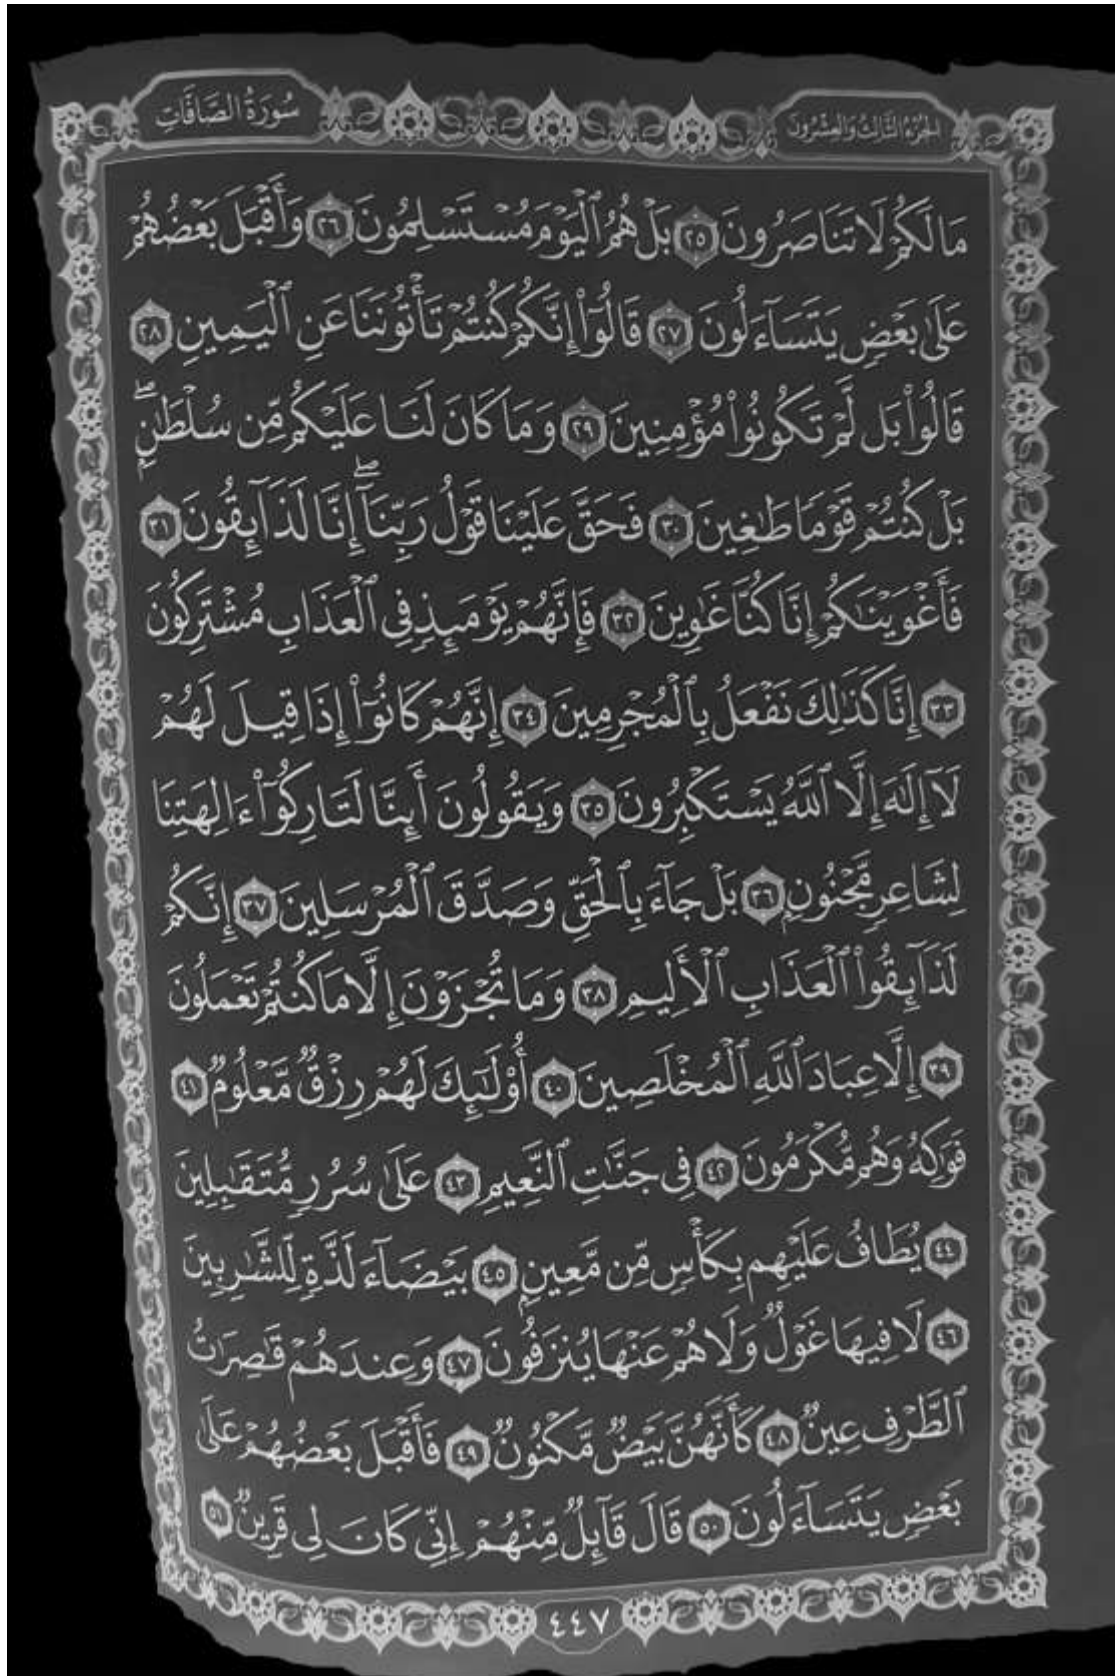 الجزء الثالث والعشرون
سُورَةُ الصَّافَّاتِ
مَا لَكُمْ لَا تَنَاصَرُونَ ٢٥ بَلْ هُمُ ٱلْيَوْمَ مُسْتَسْلِمُونَ ٢٦ وَأَقْبَلَ بَعْضُهُمْ
عَلَىٰ بَعْضٍ يَتَسَآءَلُونَ ٢٧ قَالُوٓا۟ إِنَّكُمْ كُنتُمْ تَأْتُونَنَا عَنِ ٱلْيَمِينِ ٢٨
قَالُوا۟ بَل لَّمْ تَكُونُوا۟ مُؤْمِنِينَ ٢٩ وَمَا كَانَ لَنَا عَلَيْكُم مِّن سُلْطَٰنٍۭ ۖ
بَلْ كُنتُمْ قَوْمًا طَٰغِينَ ٣٠ فَحَقَّ عَلَيْنَا قَوْلُ رَبِّنَآ ۖ إِنَّا لَذَآئِقُونَ ٣١
فَأَغْوَيْنَٰكُمْ إِنَّا كُنَّا غَٰوِينَ ٣٢ فَإِنَّهُمْ يَوْمَئِذٍ فِى ٱلْعَذَابِ مُشْتَرِكُونَ
٣٣ إِنَّا كَذَٰلِكَ نَفْعَلُ بِٱلْمُجْرِمِينَ ٣٤ إِنَّهُمْ كَانُوٓا۟ إِذَا قِيلَ لَهُمْ
لَآ إِلَٰهَ إِلَّا ٱللَّهُ يَسْتَكْبِرُونَ ٣٥ وَيَقُولُونَ أَئِنَّا لَتَارِكُوٓا۟ ءَالِهَتِنَا
لِشَاعِرٍ مَّجْنُونٍۭ ٣٦ بَلْ جَآءَ بِٱلْحَقِّ وَصَدَّقَ ٱلْمُرْسَلِينَ ٣٧ إِنَّكُمْ
لَذَآئِقُوا۟ ٱلْعَذَابِ ٱلْأَلِيمِ ٣٨ وَمَا تُجْزَوْنَ إِلَّا مَا كُنتُمْ تَعْمَلُونَ
٣٩ إِلَّا عِبَادَ ٱللَّهِ ٱلْمُخْلَصِينَ ٤٠ أُو۟لَٰٓئِكَ لَهُمْ رِزْقٌ مَّعْلُومٌ ٤١
فَوَٰكِهُ وَهُم مُّكْرَمُونَ ٤٢ فِى جَنَّٰتِ ٱلنَّعِيمِ ٤٣ عَلَىٰ سُرُرٍ مُّتَقَٰبِلِينَ
٤٤ يُطَافُ عَلَيْهِم بِكَأْسٍ مِّن مَّعِينٍۭ ٤٥ بَيْضَآءَ لَذَّةٍ لِّلشَّٰرِبِينَ
٤٦ لَا فِيهَا غَوْلٌ وَلَا هُمْ عَنْهَا يُنزَفُونَ ٤٧ وَعِندَهُمْ قَٰصِرَٰتُ
ٱلطَّرْفِ عِينٌ ٤٨ كَأَنَّهُنَّ بَيْضٌ مَّكْنُونٌ ٤٩ فَأَقْبَلَ بَعْضُهُمْ عَلَىٰ
بَعْضٍ يَتَسَآءَلُونَ ٥٠ قَالَ قَآئِلٌ مِّنْهُمْ إِنِّى كَانَ لِى قَرِينٌ ٥١
٤٤٧